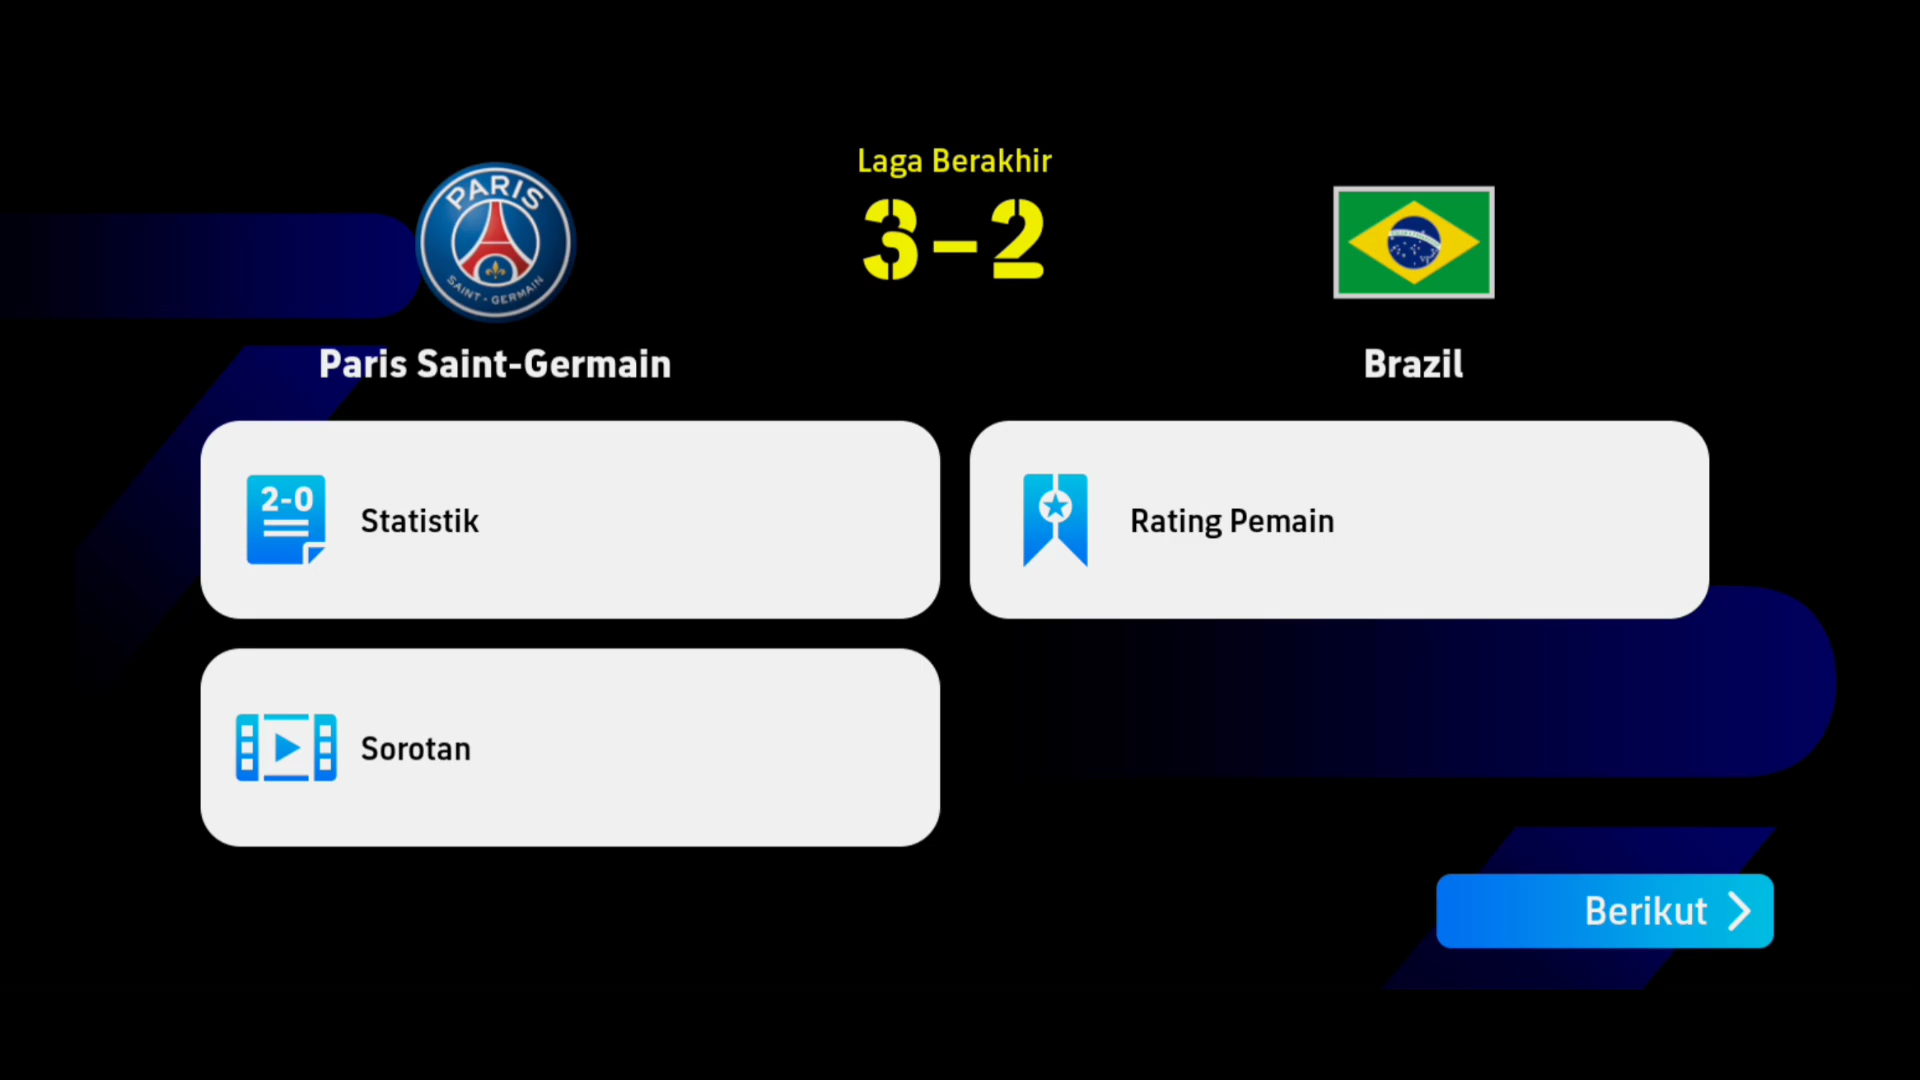 Laga Berakhir
3-2
PARIS
SAINT-GERMAIN
Paris Saint-Germain
Brazil
2-0
Statistik
Rating Pemain
Sorotan
Berikut